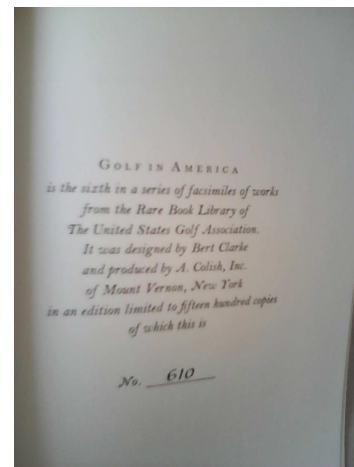 GOLF IN AMERICA
is the sixth in a series of facsimiles of works
from the Rare Book Library of
The United States Golf Association.
It was designed by Bert Clarke
and produced by A. Colish, Inc.
of Mount Vernon, New York
in an edition limited to fifteen hundred copies
of which this is
No. 610